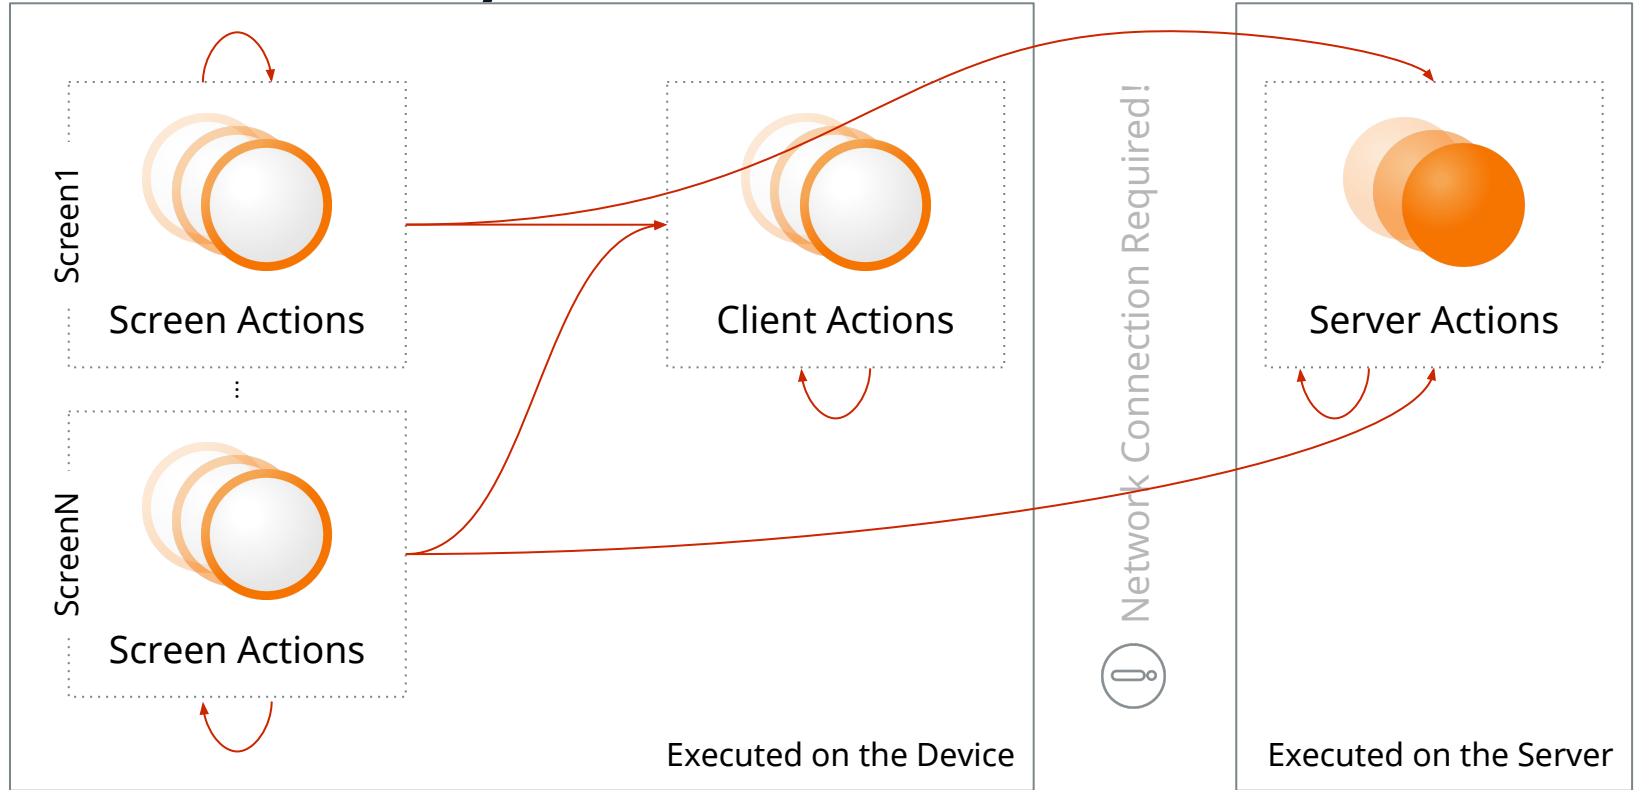 Screen1
Screen Actions
Client Actions
Network Connection Required!
Server Actions
⋮
ScreenN
Screen Actions
Executed on the Device
Executed on the Server